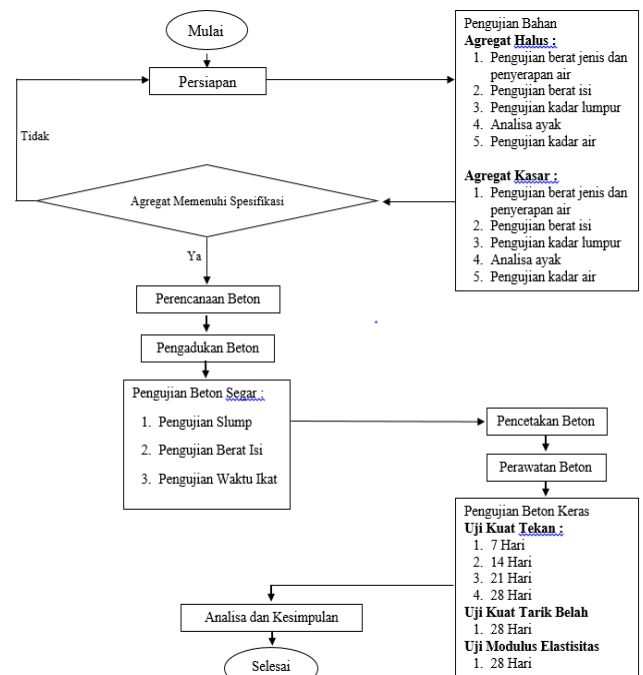 Mulai
Persiapan
Pengujian Bahan
Agregat Halus :
1. Pengujian berat jenis dan
penyerapan air
2. Pengujian berat isi
3. Pengujian kadar lumpur
4. Analisa ayak
5. Pengujian kadar air
Agregat Kasar :
1. Pengujian berat jenis dan
penyerapan air
2. Pengujian berat isi
3. Pengujian kadar lumpur
4. Analisa ayak
5. Pengujian kadar air
Tidak
Agregat Memenuhi Spesifikasi
Ya
Perencanaan Beton
Pengadukan Beton
Pengujian Beton Segar :
1. Pengujian Slump
2. Pengujian Berat Isi
3. Pengujian Waktu Ikat
Pencetakan Beton
Perawatan Beton
Pengujian Beton Keras
Uji Kuat Tekan :
1. 7 Hari
2. 14 Hari
3. 21 Hari
4. 28 Hari
Uji Kuat Tarik Belah
1. 28 Hari
Uji Modulus Elastisitas
1. 28 Hari
Analisa dan Kesimpulan
Selesai